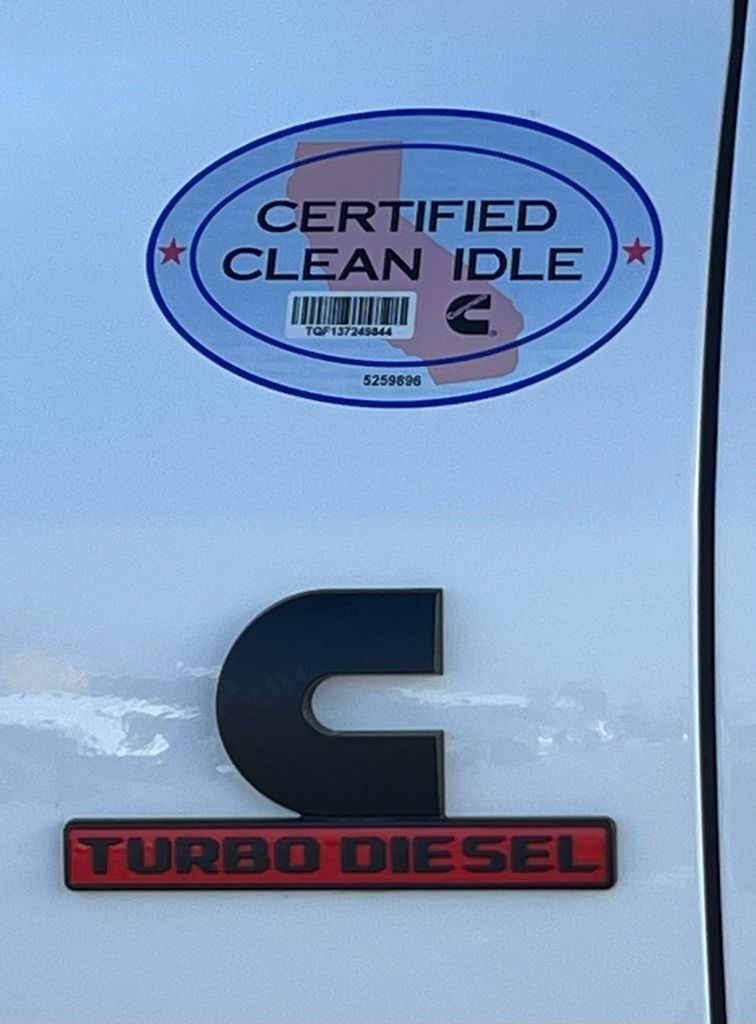 CERTIFIED
CLEAN IDLE
TQF137249844
5259896
TURBO DIESEL